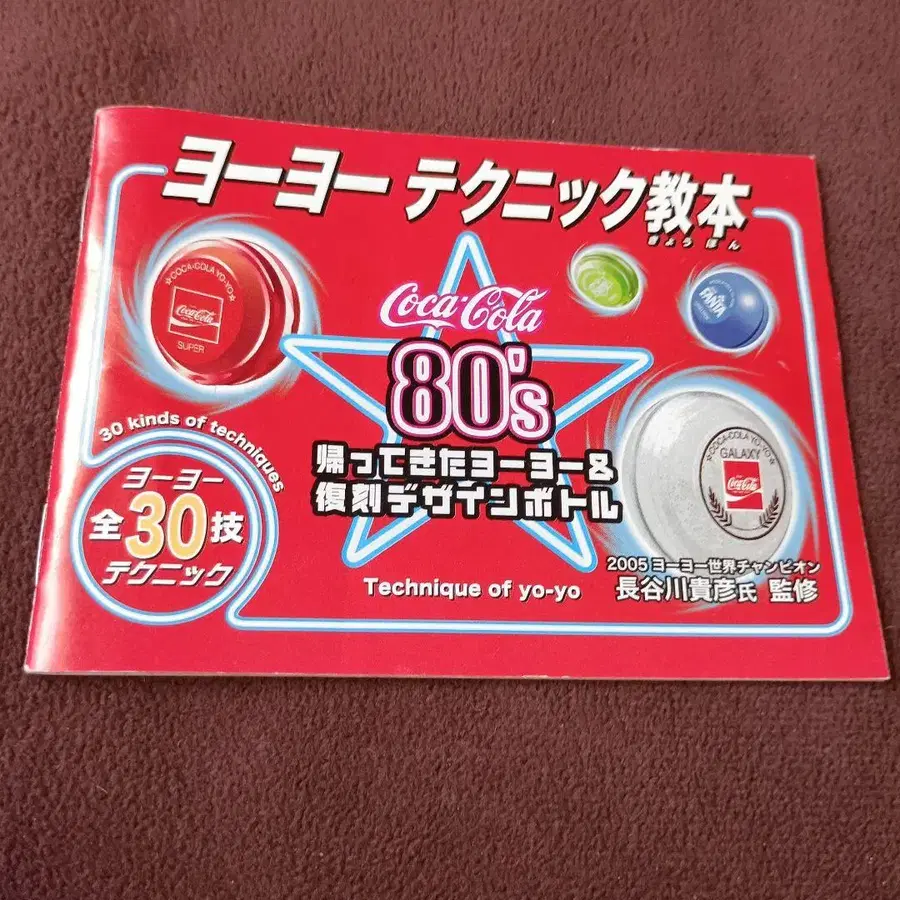 ヨーヨー テクニック教本
きょうほん
☆COCA-COLA YO-YO☆
Coca-Cola
SUPER
FANTA
Coca-Cola
80's
帰ってきたヨーヨー&
復刻デザインボトル
☆COCA-COLA YO-YO☆
GALAXY
Coca-Cola
30 kinds of techniques
ヨーヨー
全30技
テクニック
2005 ヨーヨー世界チャンピオン
長谷川貴彦氏 監修
Technique of yo-yo